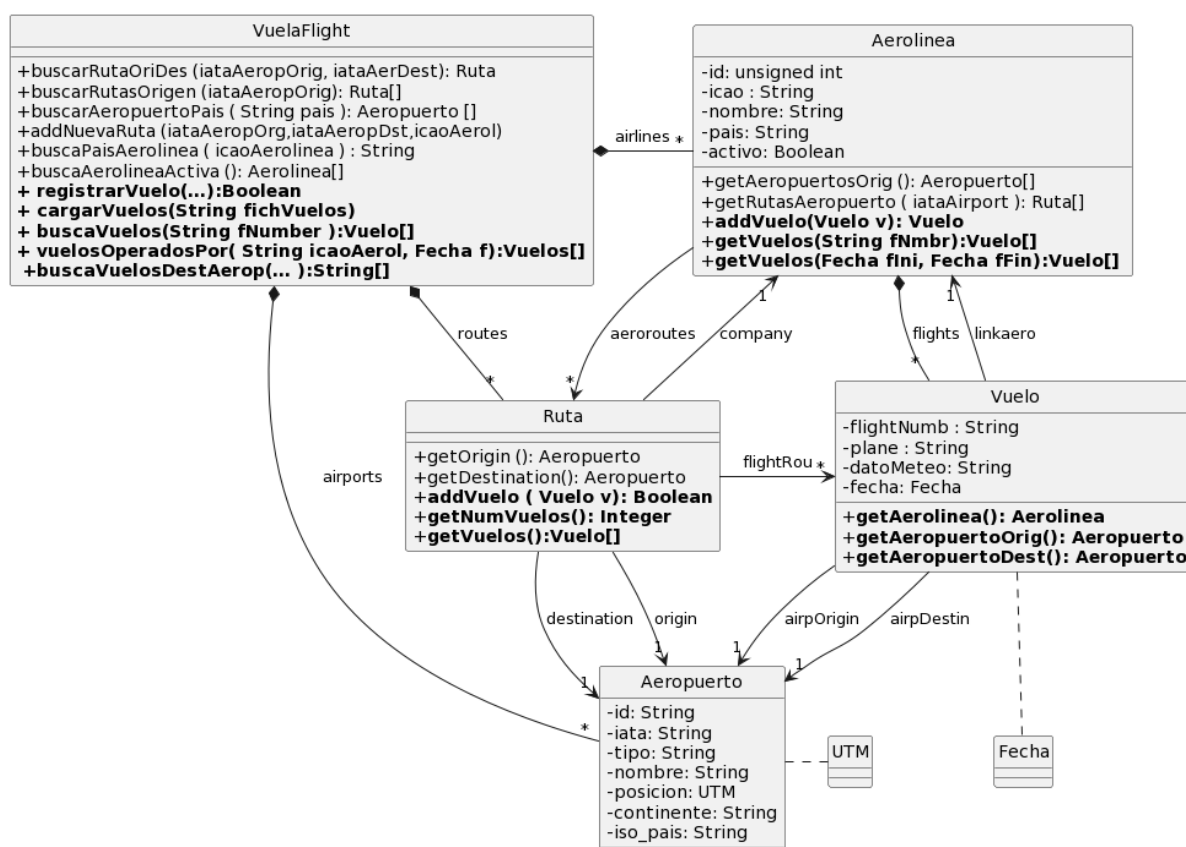 VuelaFlight
+buscarRutaOriDes (iataAeropOrig, iataAerDest): Ruta
+buscarRutasOrigen (iataAeropOrig): Ruta[]
+buscarAeropuertoPais ( String pais ): Aeropuerto []
+addNuevaRuta (iataAeropOrg,iataAeropDst,icaoAerol)
+buscaPaisAerolinea ( icaoAerolinea ) : String
+buscaAerolineaActiva (): Aerolinea[]
+ registrarVuelo(...):Boolean
+ cargarVuelos(String fichVuelos)
+ buscaVuelos(String fNumber ):Vuelo[]
+ vuelosOperadosPor( String icaoAerol, Fecha f):Vuelos[]
+buscaVuelosDestAerop(... ):String[]
airlines
*
Aerolinea
-id: unsigned int
-icao : String
-nombre: String
-pais: String
-activo: Boolean
+getAeropuertosOrig (): Aeropuerto[]
+getRutasAeropuerto ( iataAirport ): Ruta[]
+addVuelo(Vuelo v): Vuelo
+getVuelos(String fNmbr):Vuelo[]
+getVuelos(Fecha fIni, Fecha fFin):Vuelo[]
1
1
routes
aeroroutes
company
flights
linkaero
*
*
*
Ruta
+getOrigin (): Aeropuerto
+getDestination(): Aeropuerto
+addVuelo ( Vuelo v): Boolean
+getNumVuelos(): Integer
+getVuelos():Vuelo[]
flightRou
*
Vuelo
-flightNumb : String
-plane : String
-datoMeteo: String
-fecha: Fecha
+getAerolinea(): Aerolinea
+getAeropuertoOrig(): Aeropuerto
+getAeropuertoDest(): Aeropuerto
airports
destination
origin
airpOrigin
airpDestin
1
1
1
1
*
Aeropuerto
-id: String
-iata: String
-tipo: String
-nombre: String
-posicion: UTM
-continente: String
-iso_pais: String
UTM
Fecha